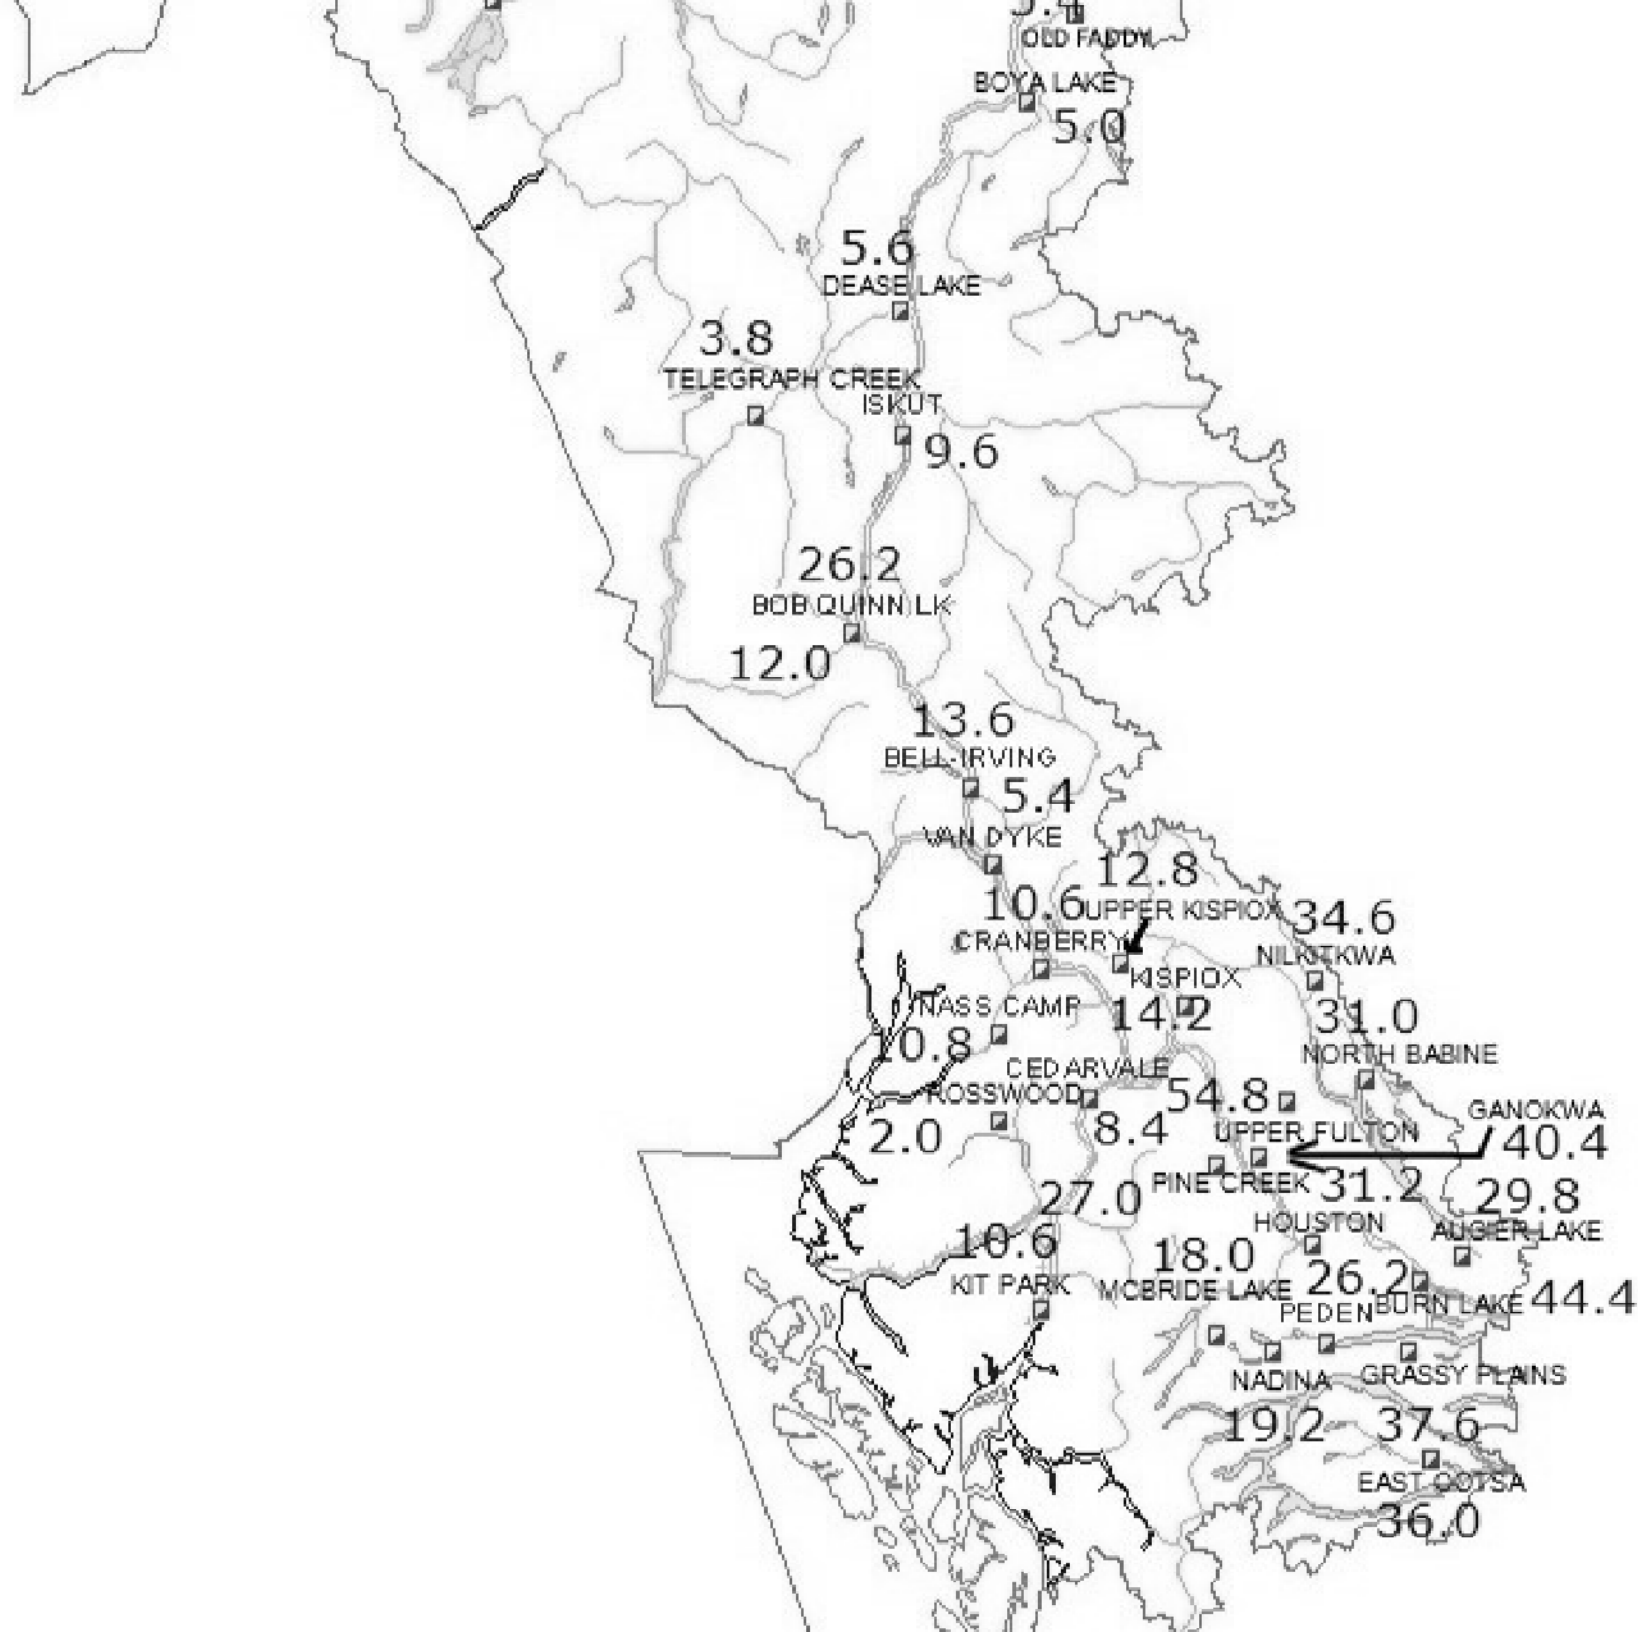 OLD FADDY
BOYA LAKE
5.0
5.6
DEASE LAKE
3.8
TELEGRAPH CREEK
ISKUT
9.6
26.2
BOB QUINN LK
12.0
13.6
BELL-IRVING
5.4
VAN DYKE
12.8
10.6
UPPER KISPIOX
34.6
CRANBERRY
NILKITKWA
KISPIOX
NASS CAMP
14.2
31.0
10.8
NORTH BABINE
CEDARVALE
ROSSWOOD
54.8
GANOKWA
2.0
8.4
UPPER FULTON
40.4
PINE CREEK
31.2
27.0
29.8
HOUSTON
AUGIER LAKE
10.6
18.0
KIT PARK
MCBRIDE LAKE
26.2
BURN LAKE
44.4
PEDEN
NADINA
GRASSY PLAINS
19.2
37.6
EAST OOTSA
36.0